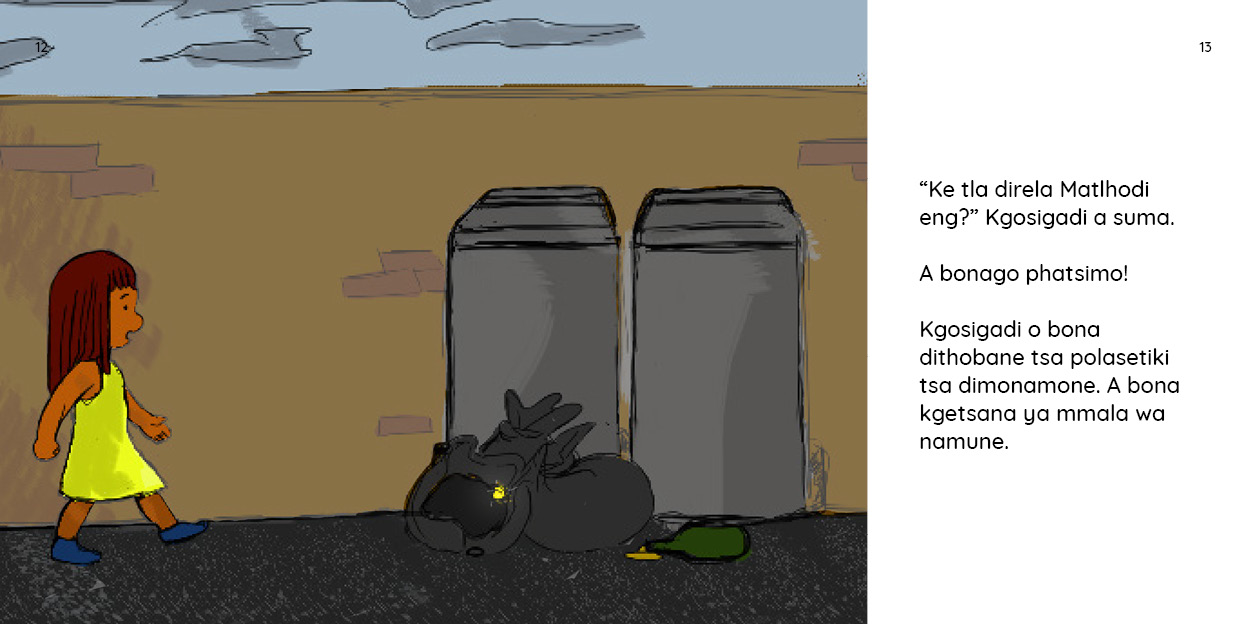 12
13
“Ke tla direla Matlhodi
eng?” Kgosigadi a suma.
A bonago phatsimo!
Kgosigadi o bona
dithobane tsa polasetiki
tsa dimonamone. A bona
kgetsana ya mmala wa
namune.